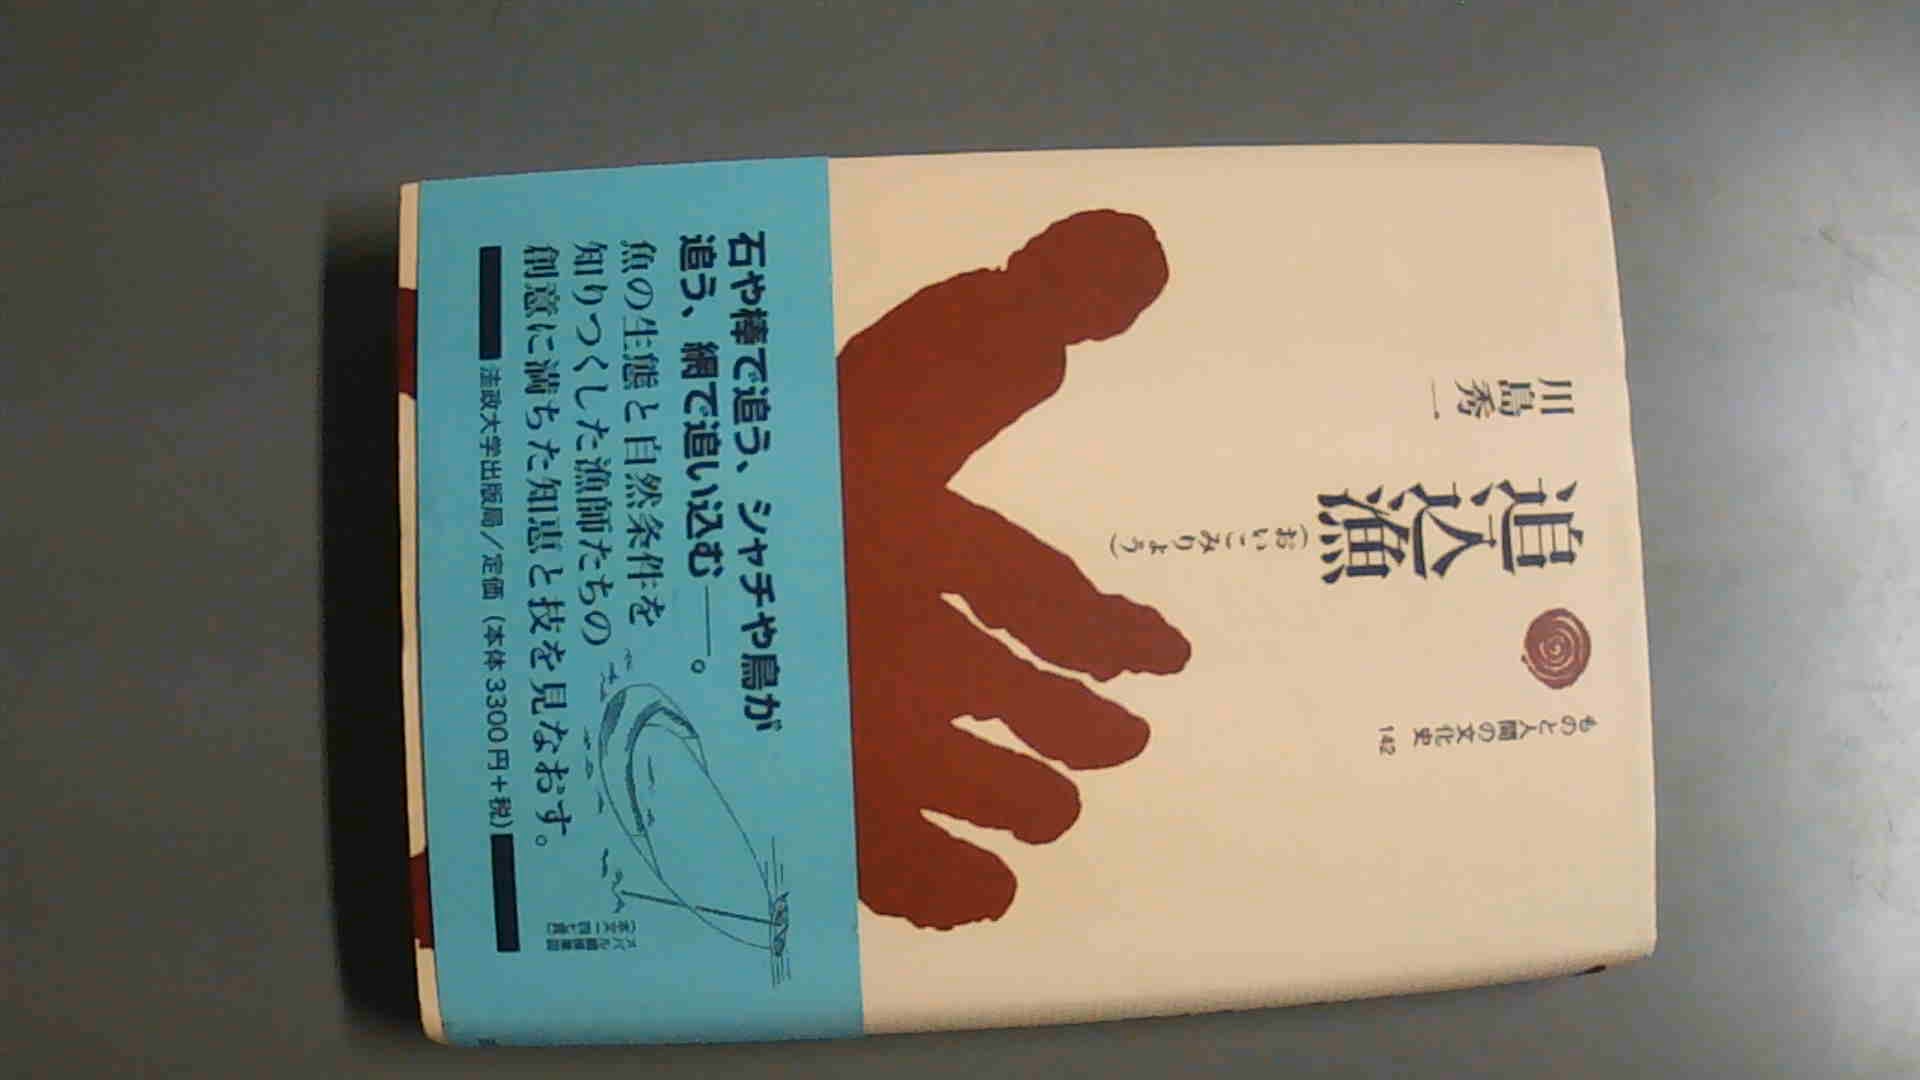 ものと人間の文化史
142
追込漁
(おいこみりょう)
川島秀一
石や棒で追う、シャチや鳥が
追う、網で追い込む――。
魚の生態と自然条件を
知りつくした漁師たちの
創意に満ちた知恵と技を見なおす。
法政大学出版局/定価(本体3300円+税)